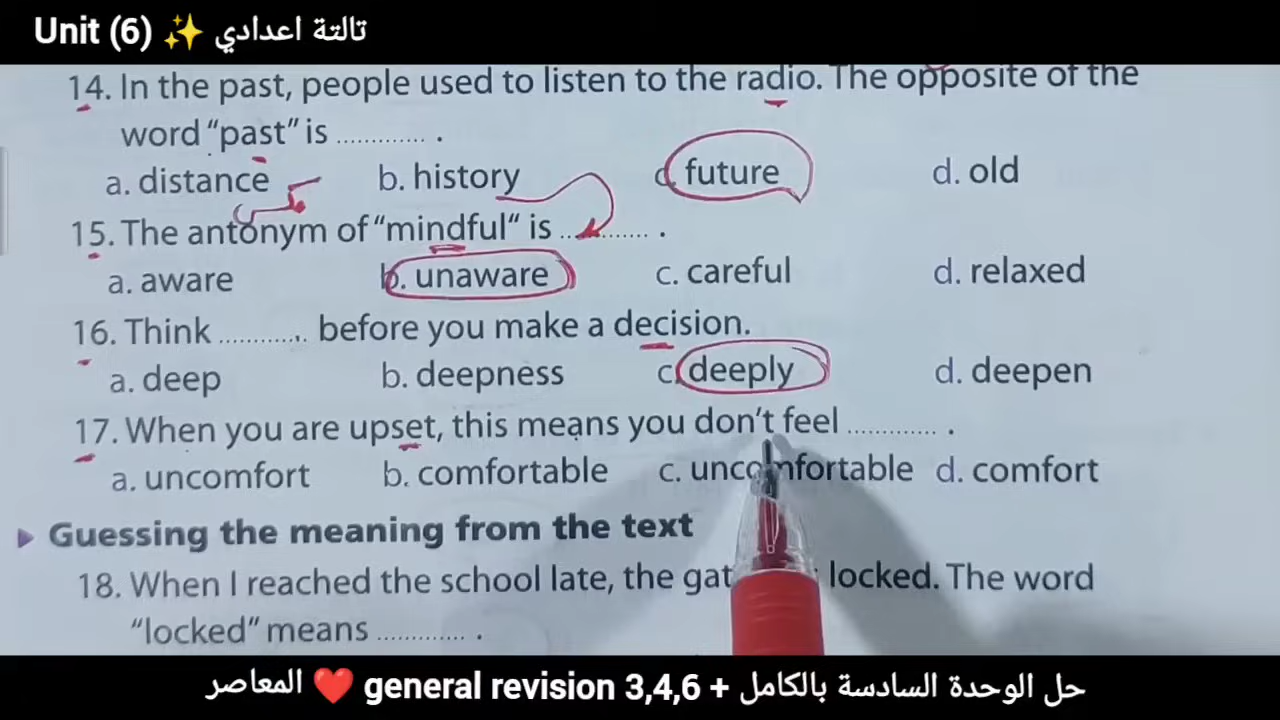 Unit (6) ✨ تالتة اعدادي
14. In the past, people used to listen to the radio. The opposite of the
word "past" is ............. .
a. distance b. history c. future d. old
15. The antonym of "mindful" is ............. .
a. aware b. unaware c. careful d. relaxed
16. Think ............. before you make a decision.
a. deep b. deepness c. deeply d. deepen
17. When you are upset, this means you don't feel ............. .
a. uncomfort b. comfortable c. uncomfortable d. comfort
Guessing the meaning from the text
18. When I reached the school late, the locked. The word
"locked" means ............. .
حل الوحدة السادسة بالكامل + general revision 3,4,6 ❤️ المعاصر